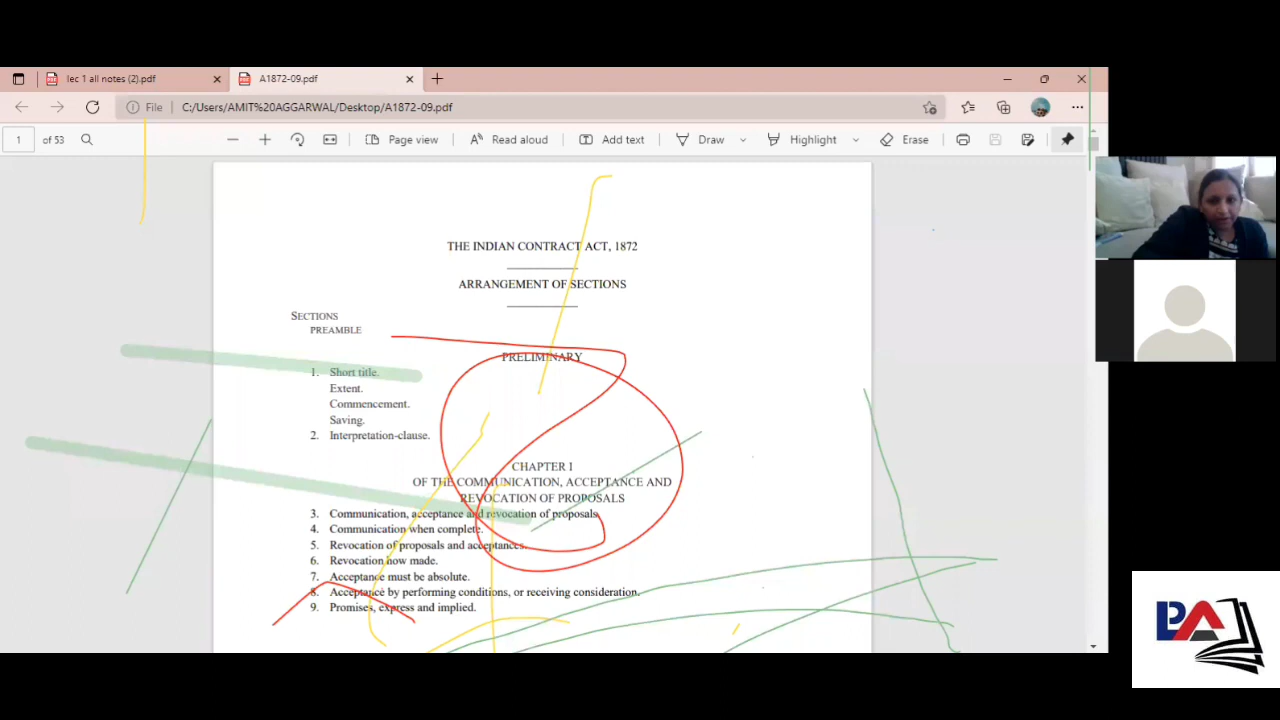 lec 1 all notes (2).pdf
A1872-09.pdf
File
C:/Users/AMIT%20AGGARWAL/Desktop/A1872-09.pdf
1 of 53
Page view
Read aloud
Add text
Draw
Highlight
Erase
THE INDIAN CONTRACT ACT, 1872
ARRANGEMENT OF SECTIONS
SECTIONS
PREAMBLE
PRELIMINARY
1. Short title.
Extent.
Commencement.
Saving.
2. Interpretation-clause.
CHAPTER I
OF THE COMMUNICATION, ACCEPTANCE AND
REVOCATION OF PROPOSALS
3. Communication, acceptance and revocation of proposals.
4. Communication when complete.
5. Revocation of proposals and acceptances.
6. Revocation how made.
7. Acceptance must be absolute.
8. Acceptance by performing conditions, or receiving consideration.
9. Promises, express and implied.